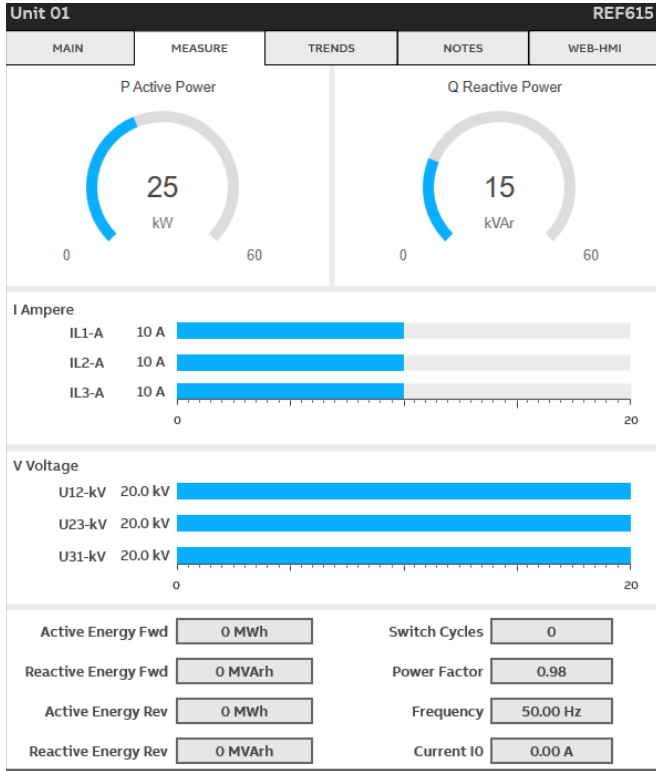 Unit 01 REF615
MAIN MEASURE TRENDS NOTES WEB-HMI
P Active Power
25
kW
0 60
Q Reactive Power
15
kVAr
0 60
I Ampere
IL1-A 10 A
IL2-A 10 A
IL3-A 10 A
0 20
V Voltage
U12-kV 20.0 kV
U23-kV 20.0 kV
U31-kV 20.0 kV
0 20
Active Energy Fwd 0 MWh
Reactive Energy Fwd 0 MVArh
Active Energy Rev 0 MWh
Reactive Energy Rev 0 MVArh
Switch Cycles 0
Power Factor 0.98
Frequency 50.00 Hz
Current I0 0.00 A